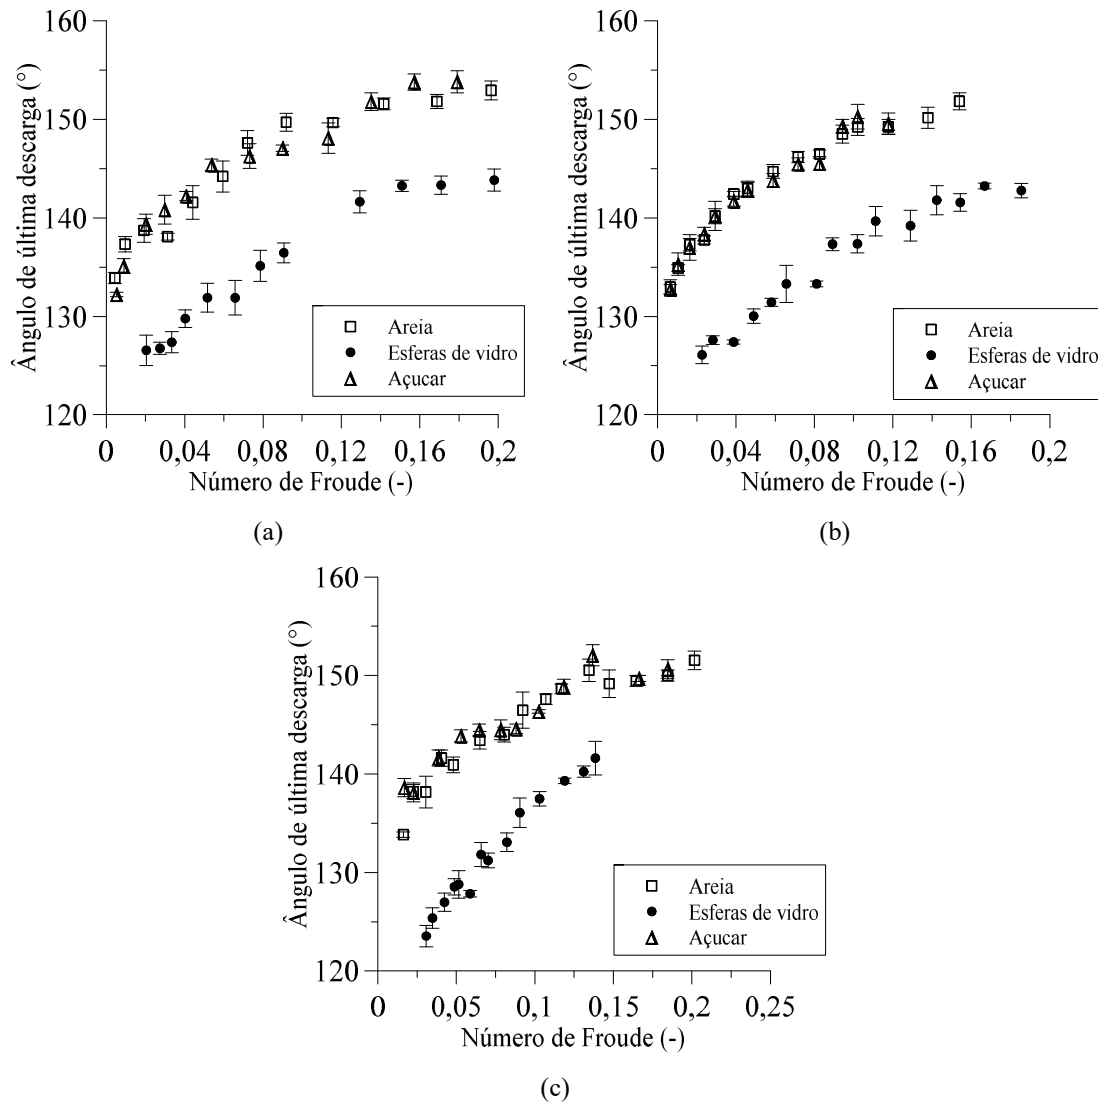 160
150
140
130
120
Ângulo de última descarga (°)
0 0,04 0,08 0,12 0,16 0,2
Número de Froude (-)
Areia
Esferas de vidro
Açucar
(a)
160
150
140
130
120
Ângulo de última descarga (°)
0 0,04 0,08 0,12 0,16 0,2
Número de Froude (-)
Areia
Esferas de vidro
Açucar
(b)
160
150
140
130
120
Ângulo de última descarga (°)
0 0,05 0,1 0,15 0,2 0,25
Número de Froude (-)
Areia
Esferas de vidro
Açucar
(c)